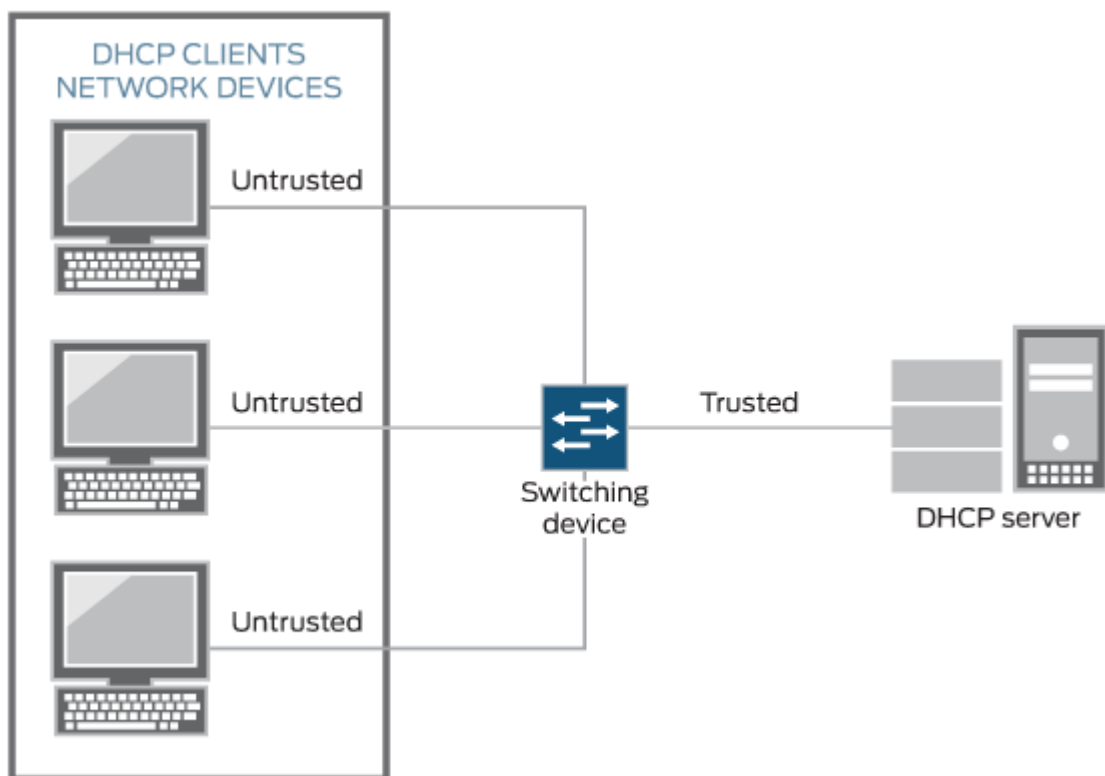 DHCP CLIENTS
NETWORK DEVICES
Untrusted
Untrusted
Trusted
Switching
device
DHCP server
Untrusted